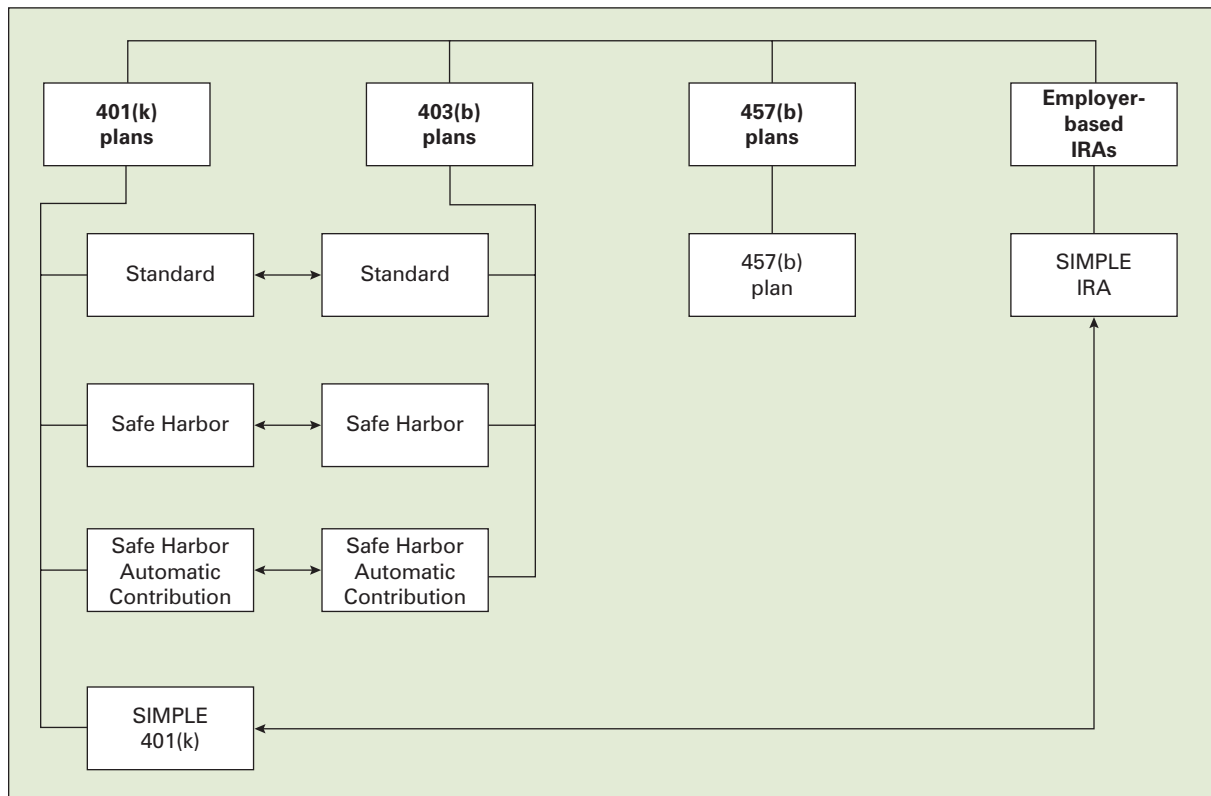 401(k)
plans
403(b)
plans
457(b)
plans
Employer-
based
IRAs
Standard
Standard
457(b)
plan
SIMPLE
IRA
Safe Harbor
Safe Harbor
Safe Harbor
Automatic
Contribution
Safe Harbor
Automatic
Contribution
SIMPLE
401(k)